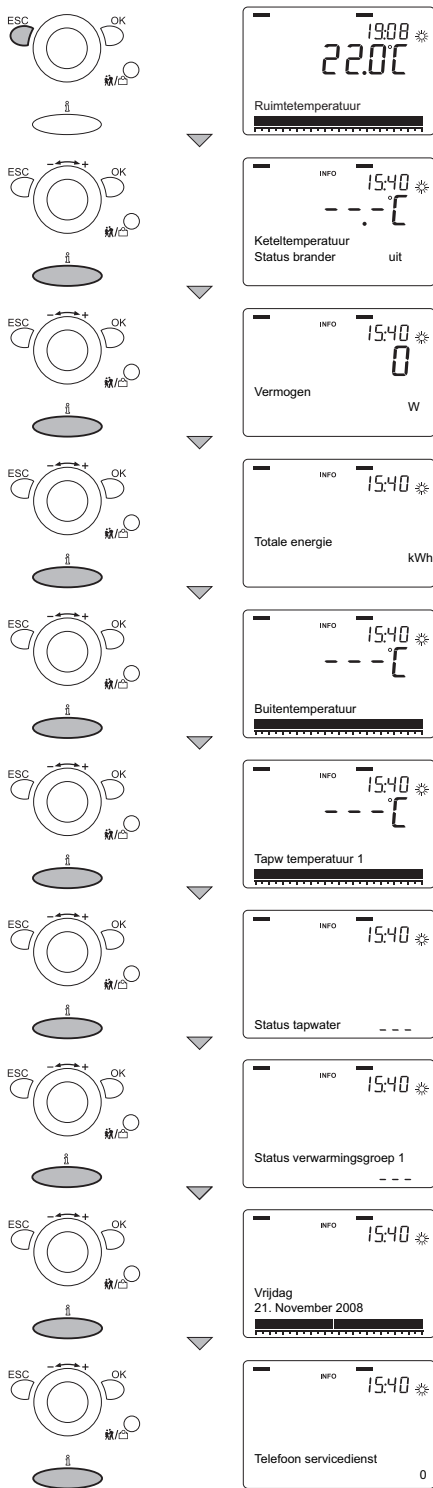 ESC OK
19:08
22.0°C
Ruimtetemperatuur
ESC - + OK
INFO 15:40
---.-°C
Keteltemperatuur
Status brander uit
ESC - + OK
INFO 15:40
0
Vermogen
W
ESC - + OK
INFO 15:40
Totale energie
kWh
ESC - + OK
INFO 15:40
---°C
Buitentemperatuur
ESC - + OK
INFO 15:40
---°C
Tapw temperatuur 1
ESC - + OK
INFO 15:40
Status tapwater ---
ESC - + OK
INFO 15:40
Status verwarmingsgroep 1
---
ESC - + OK
INFO 15:40
Vrijdag
21. November 2008
ESC - + OK
INFO 15:40
Telefoon servicedienst
0